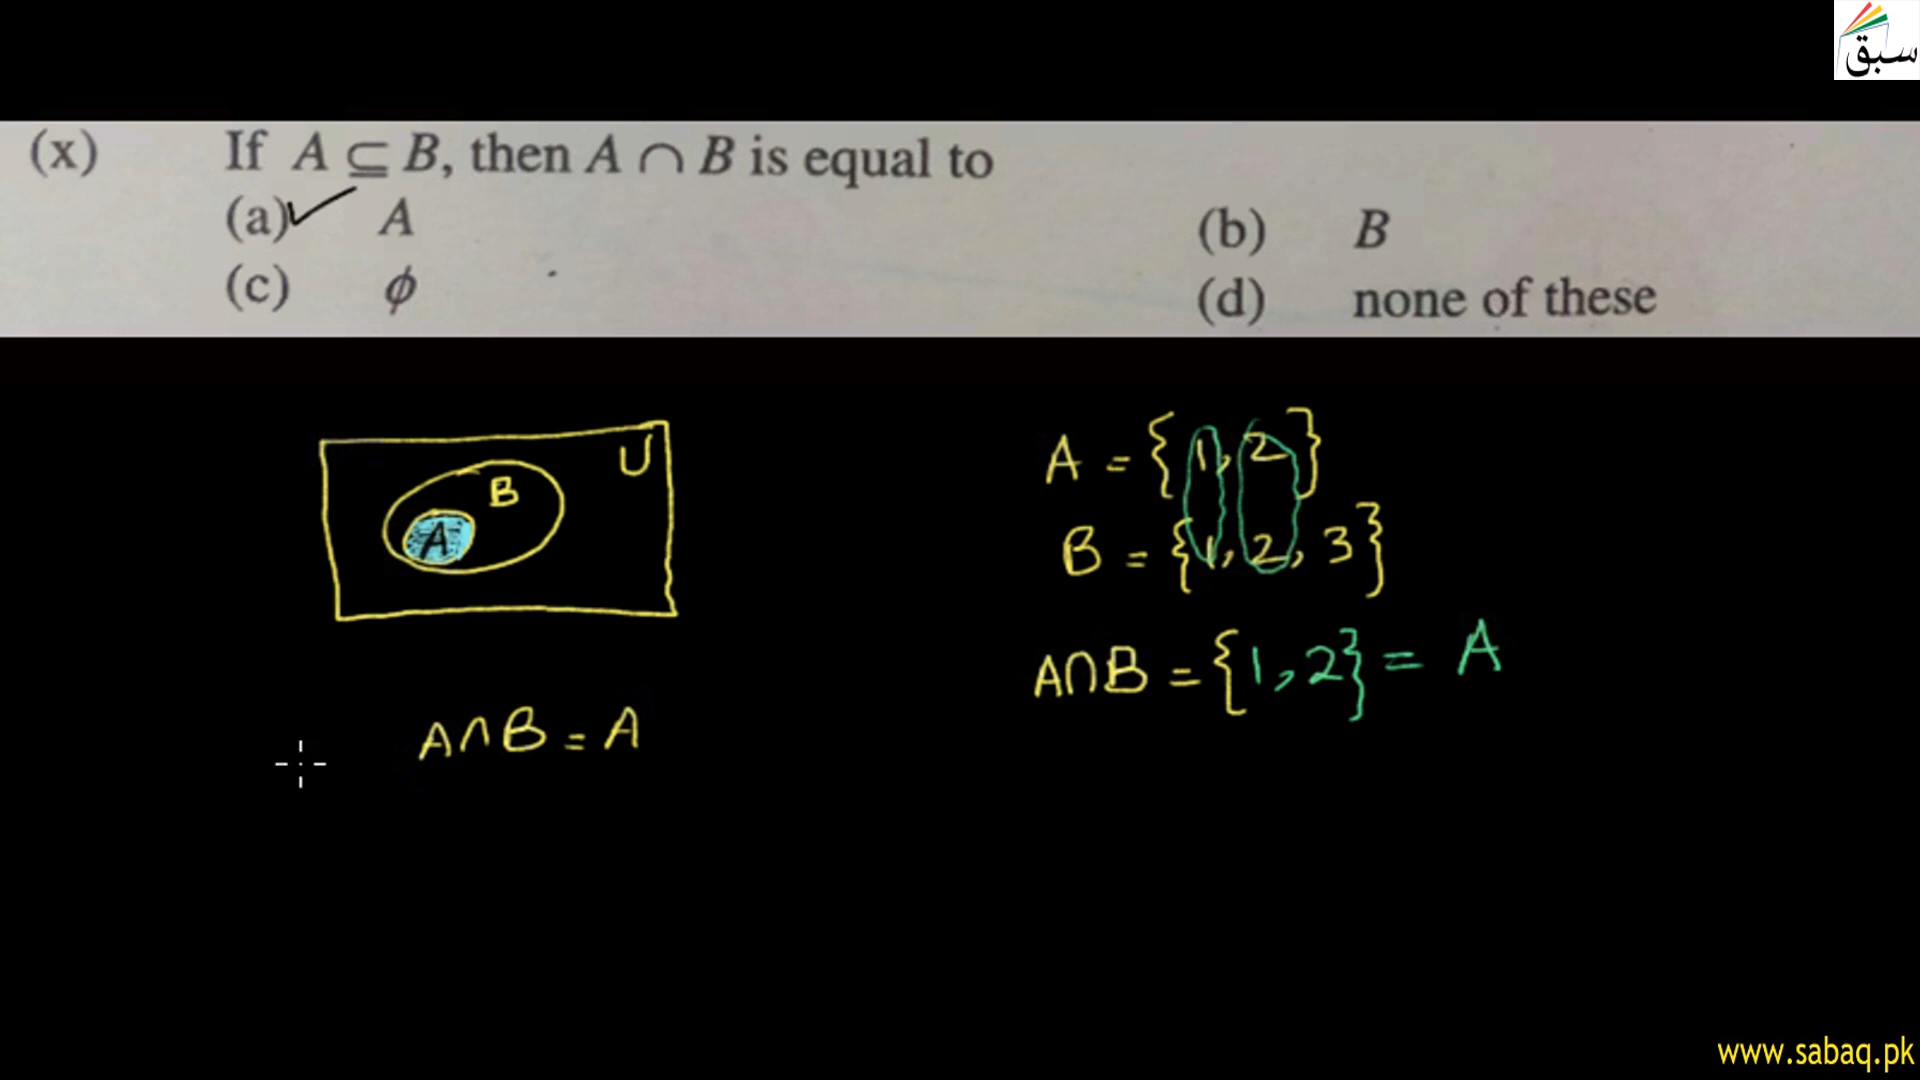 سبق
(x) If A ⊆ B, then A ∩ B is equal to
(a) ✓ A (b) B
(c) ϕ (d) none of these
U
B
A
A = {1, 2}
B = {1, 2, 3}
A∩B = {1, 2} = A
A∩B = A
www.sabaq.pk